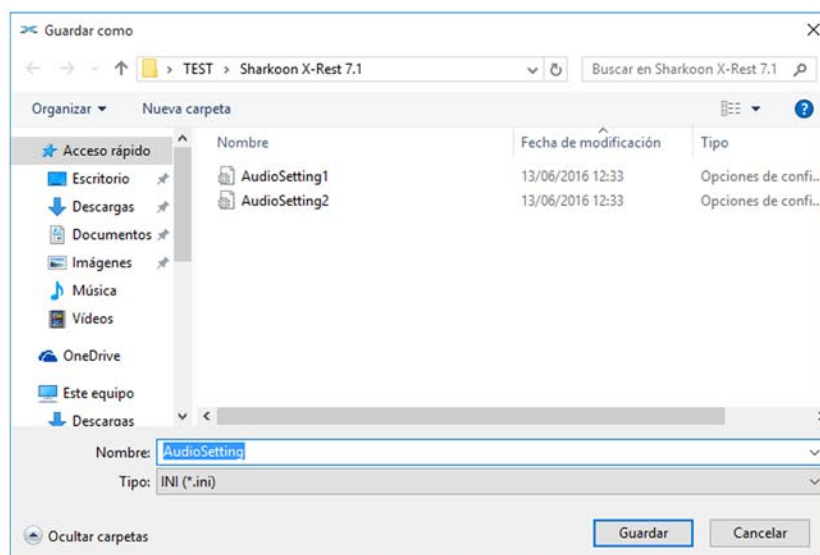 Guardar como
TEST > Sharkoon X-Rest 7.1
Buscar en Sharkoon X-Rest 7.1
Organizar
Nueva carpeta
Acceso rápido
Escritorio
Descargas
Documentos
Imágenes
Música
Vídeos
OneDrive
Este equipo
Descargas
Nombre Fecha de modificación Tipo
AudioSetting1 13/06/2016 12:33 Opciones de confi...
AudioSetting2 13/06/2016 12:33 Opciones de confi...
Nombre: AudioSetting
Tipo: INI (*.ini)
Ocultar carpetas
Guardar
Cancelar